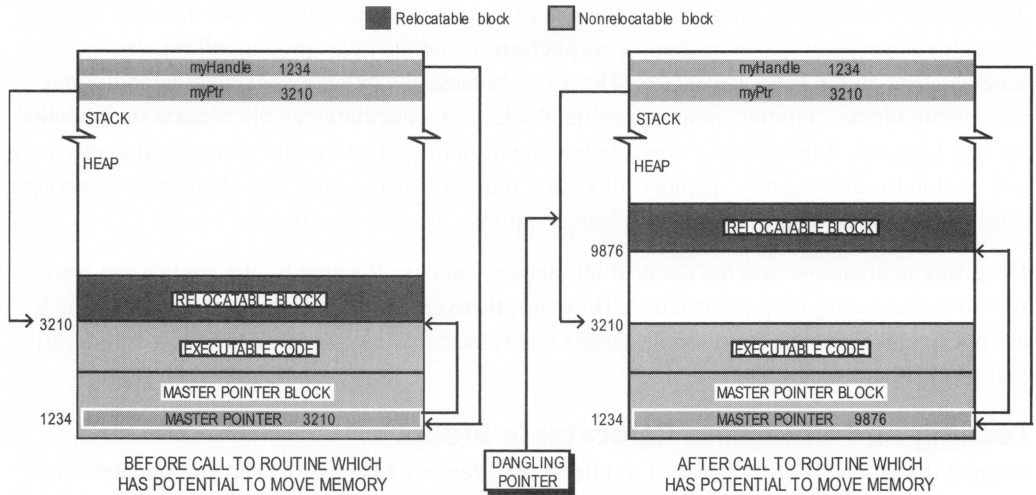 Relocatable block
Nonrelocatable block
myHandle 1234
myPtr 3210
STACK
HEAP
RELOCATABLE BLOCK
3210
EXECUTABLE CODE
MASTER POINTER BLOCK
1234
MASTER POINTER 3210
BEFORE CALL TO ROUTINE WHICH
HAS POTENTIAL TO MOVE MEMORY
DANGLING
POINTER
myHandle 1234
myPtr 3210
STACK
HEAP
RELOCATABLE BLOCK
9876
3210
EXECUTABLE CODE
MASTER POINTER BLOCK
1234
MASTER POINTER 9876
AFTER CALL TO ROUTINE WHICH
HAS POTENTIAL TO MOVE MEMORY